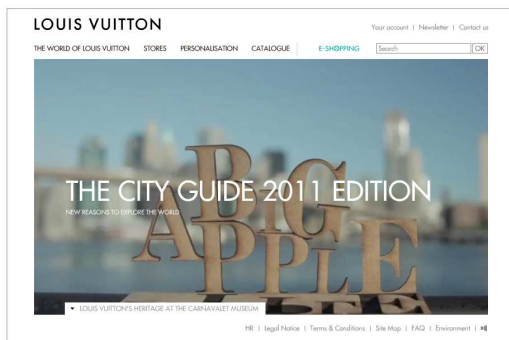 LOUIS VUITTON
Your account | Newsletter | Contact us
THE WORLD OF LOUIS VUITTON STORES PERSONALISATION CATALOGUE E-SHOPPING Search OK
A BIG
APPLE
THE CITY GUIDE 2011 EDITION
NEW REASONS TO EXPLORE THE WORLD
LOUIS VUITTON'S HERITAGE AT THE CARNAVALET MUSEUM
HR | Legal Notice | Terms & Conditions | Site Map | FAQ | Environment |